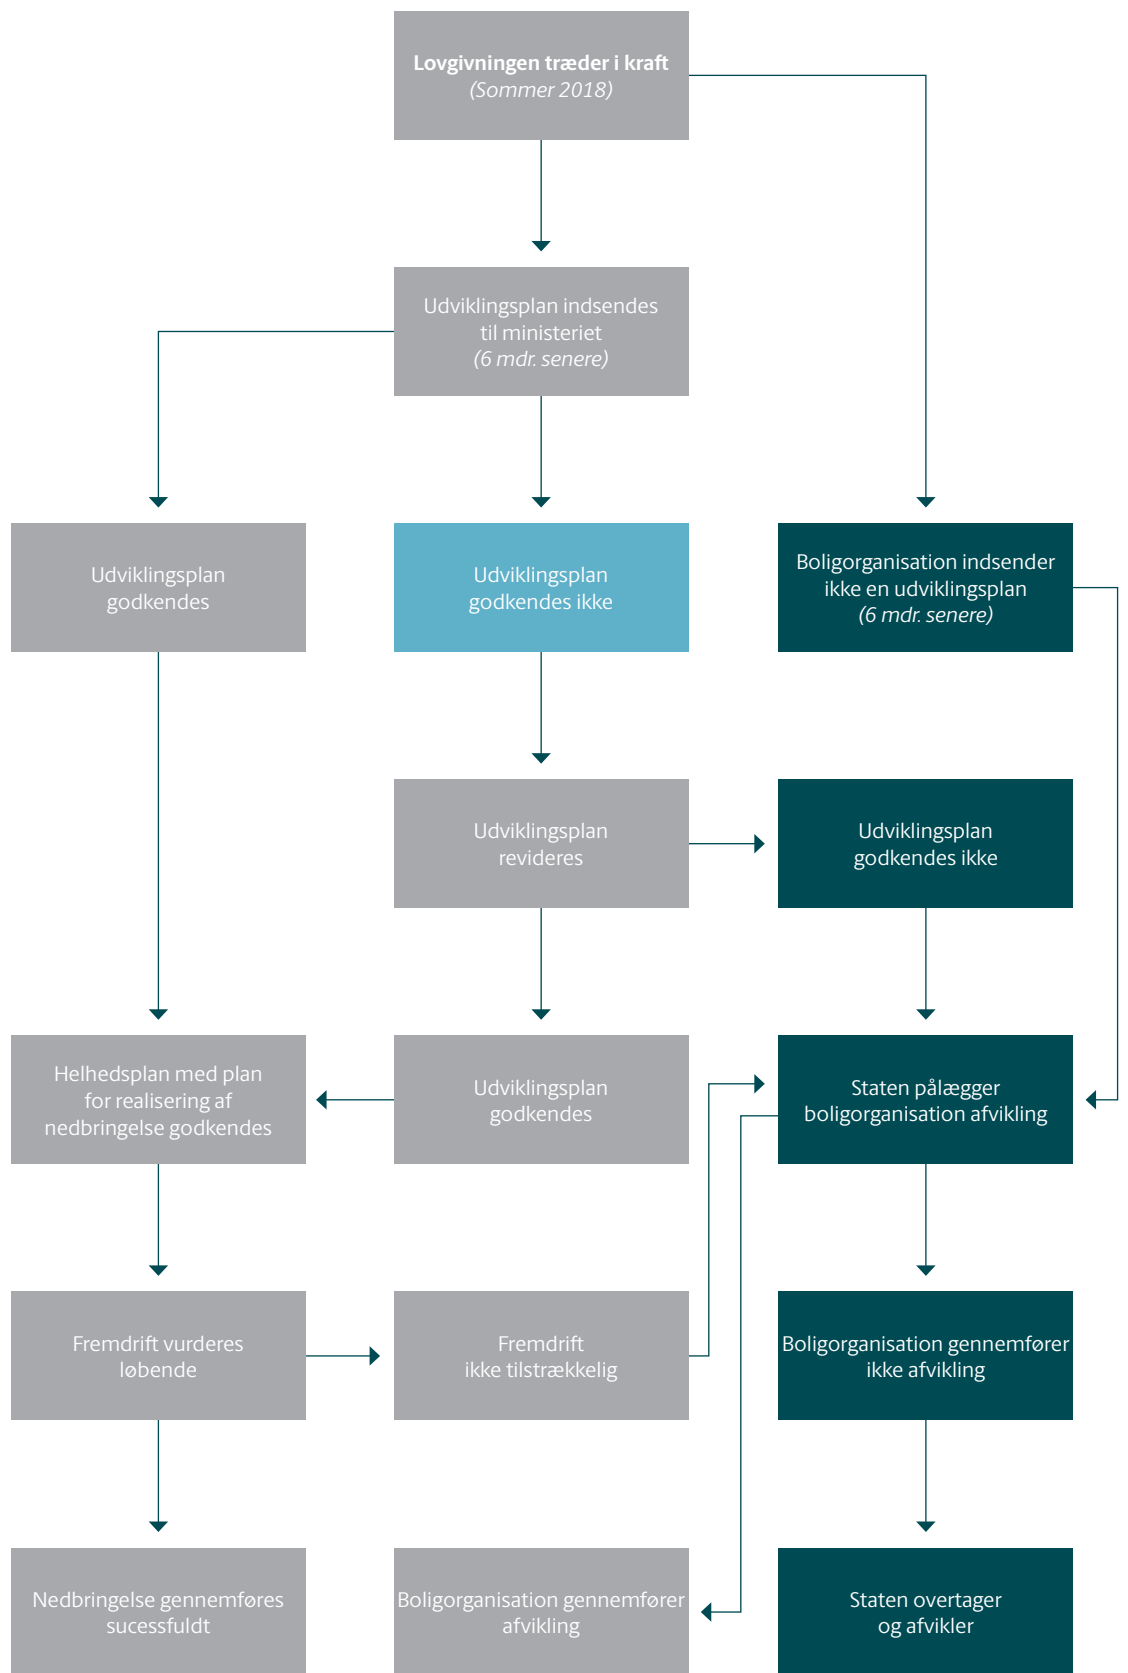 Lovgivningen træder i kraft
(Sommer 2018)
Udviklingsplan indsendes
til ministeriet
(6 mdr. senere)
Udviklingsplan
godkendes
Udviklingsplan
godkendes ikke
Boligorganisation indsender
ikke en udviklingsplan
(6 mdr. senere)
Udviklingsplan
revideres
Udviklingsplan
godkendes ikke
Helhedsplan med plan
for realisering af
nedbringelse godkendes
Udviklingsplan
godkendes
Staten pålægger
boligorganisation afvikling
Fremdrift vurderes
løbende
Fremdrift
ikke tilstrækkelig
Boligorganisation gennemfører
ikke afvikling
Nedbringelse gennemføres
sucessfuldt
Boligorganisation gennemfører
afvikling
Staten overtager
og afvikler